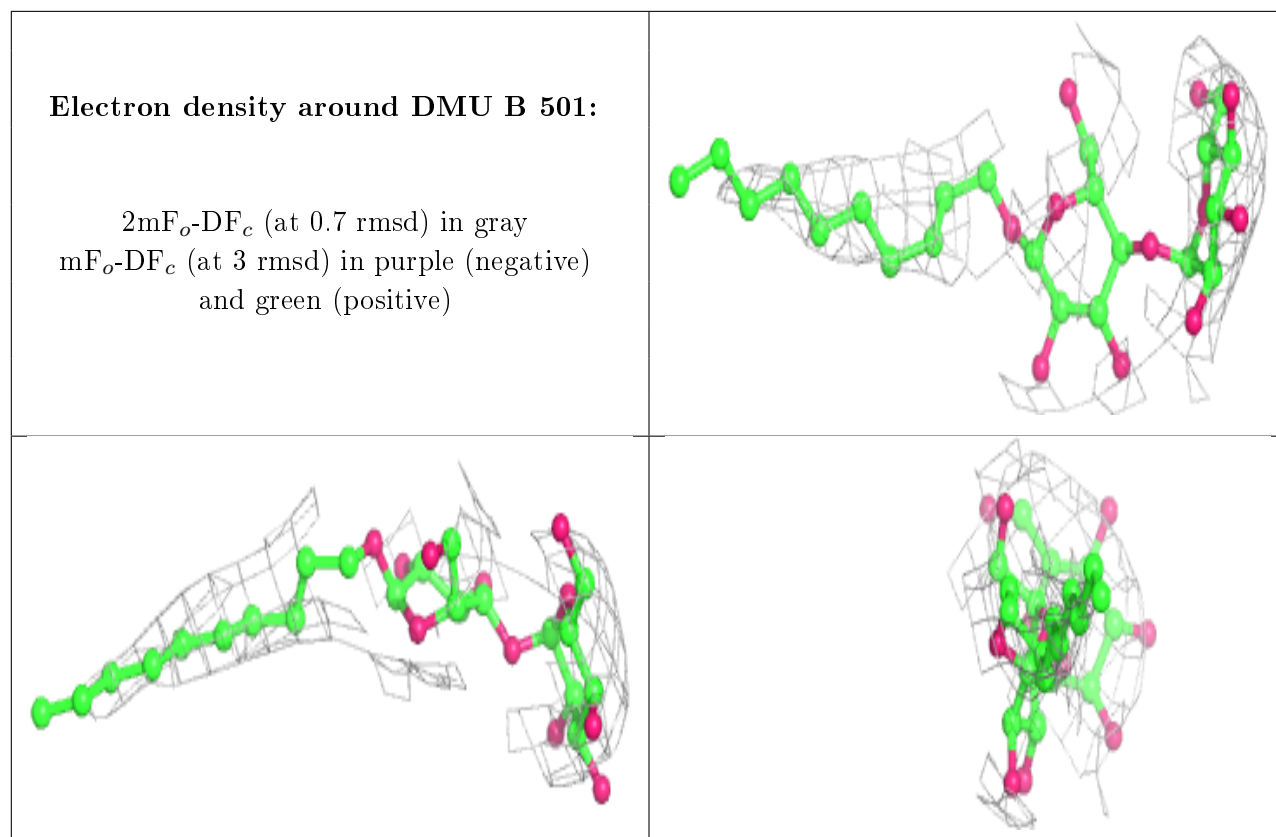 Electron density around DMU B 501:
2mFₒ-DF𝒸 (at 0.7 rmsd) in gray
mFₒ-DF𝒸 (at 3 rmsd) in purple (negative)
and green (positive)